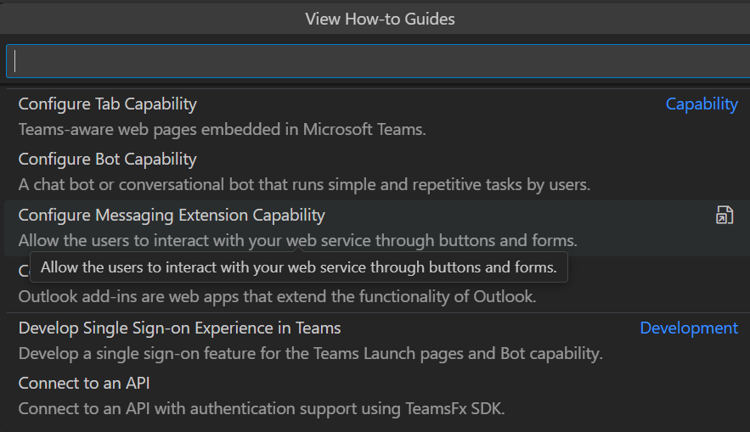 View How-to Guides
Configure Tab Capability Capability
Teams-aware web pages embedded in Microsoft Teams.
Configure Bot Capability
A chat bot or conversational bot that runs simple and repetitive tasks by users.
Configure Messaging Extension Capability
Allow the users to interact with your web service through buttons and forms.
Allow the users to interact with your web service through buttons and forms.
Outlook add-ins are web apps that extend the functionality of Outlook.
Develop Single Sign-on Experience in Teams Development
Develop a single sign-on feature for the Teams Launch pages and Bot capability.
Connect to an API
Connect to an API with authentication support using TeamsFx SDK.